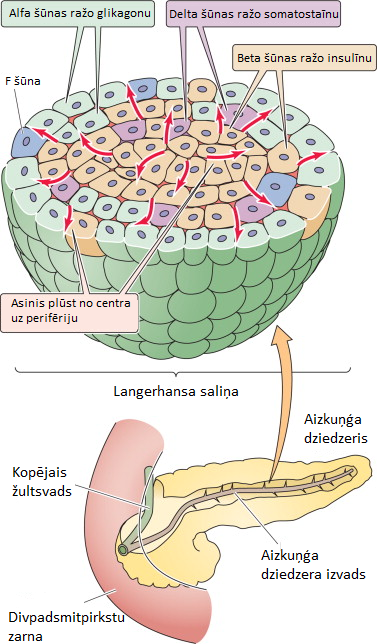 Alfa šūnas ražo glikagonu
Delta šūnas ražo somatostaīnu
Beta šūnas ražo insulīnu
F šūna
Asinis plūst no centra
uz perifēriju
Langerhansa saliņa
Aizkuņģa
dziedzeris
Kopējais
žultsvads
Aizkuņģa
dziedzera izvads
Divpadsmitpirkstu
zarna